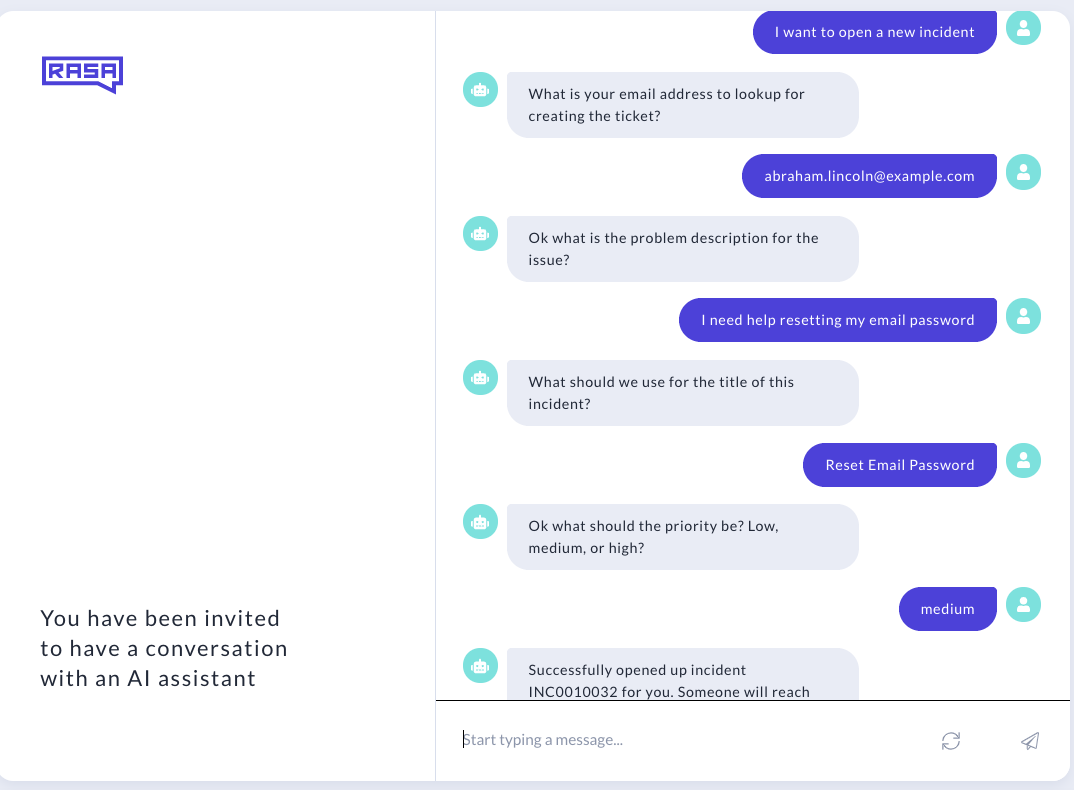 RASA
You have been invited
to have a conversation
with an AI assistant
I want to open a new incident
What is your email address to lookup for
creating the ticket?
abraham.lincoln@example.com
Ok what is the problem description for the
issue?
I need help resetting my email password
What should we use for the title of this
incident?
Reset Email Password
Ok what should the priority be? Low,
medium, or high?
medium
Successfully opened up incident
INC0010032 for you. Someone will reach
Start typing a message...